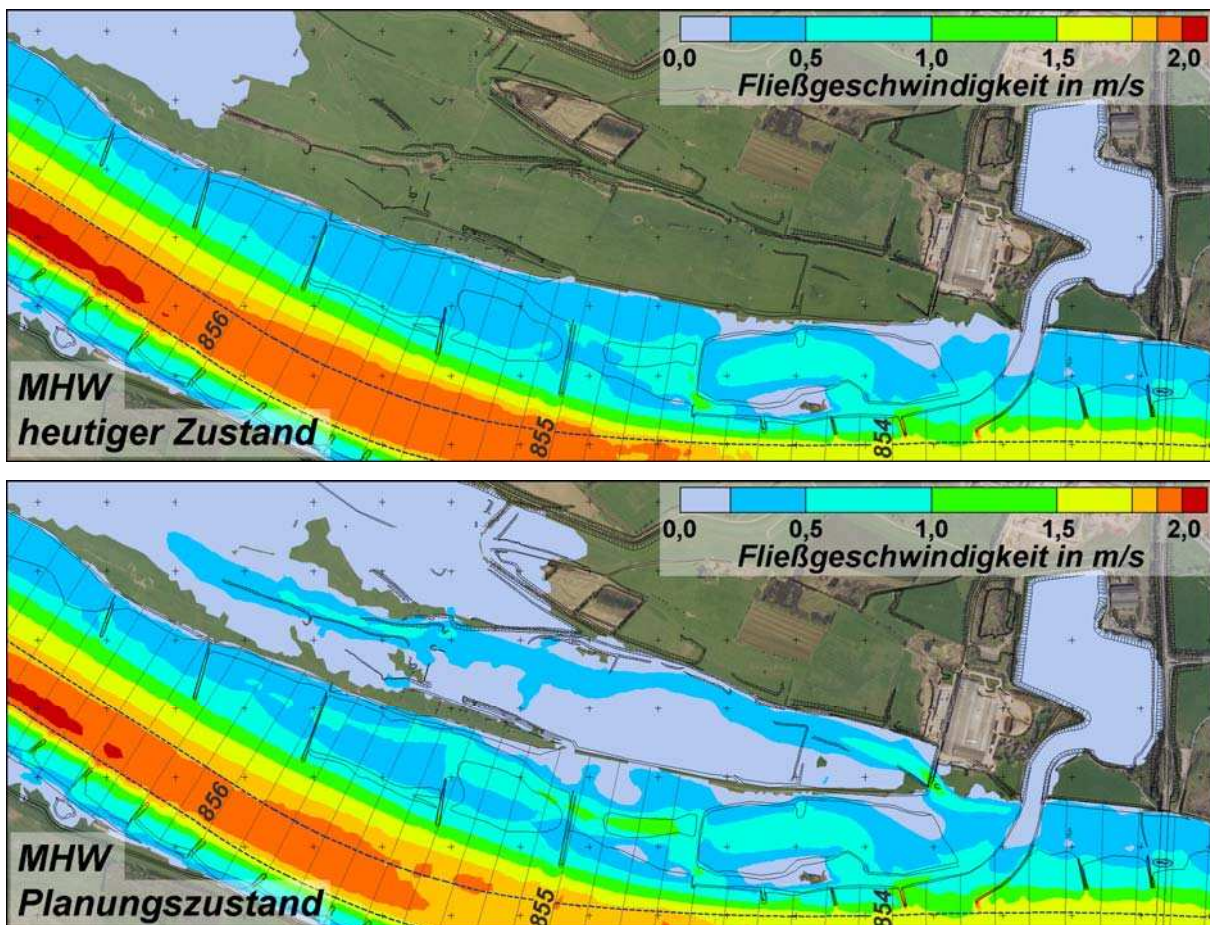 0,0 0,5 1,0 1,5 2,0
Fließgeschwindigkeit in m/s
856
855
854
MHW
heutiger Zustand
0,0 0,5 1,0 1,5 2,0
Fließgeschwindigkeit in m/s
856
855
854
MHW
Planungszustand